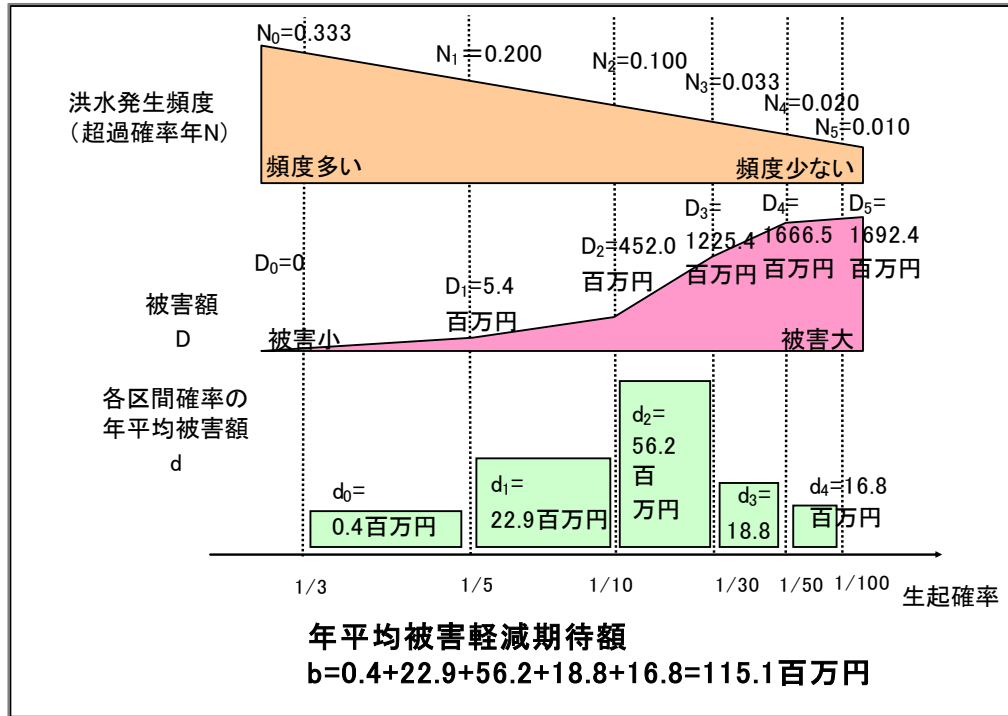 N₀=0.333
N₁=0.200
N₂=0.100
N₃=0.033
N₄=0.020
N₅=0.010
洪水発生頻度
（超過確率年N）
頻度多い
頻度少ない
D₀=0
D₁=5.4
百万円
D₂=452.0
百万円
D₃=
1225.4
百万円
D₄=
1666.5
百万円
D₅=
1692.4
百万円
被害額
D
被害小
被害大
各区間確率の
年平均被害額
d
d₀=
0.4百万円
d₁=
22.9百万円
d₂=
56.2
百
万円
d₃=
18.8
d₄=16.8
百万円
1/3
1/5
1/10
1/30
1/50
1/100
生起確率
年平均被害軽減期待額
b=0.4+22.9+56.2+18.8+16.8=115.1百万円